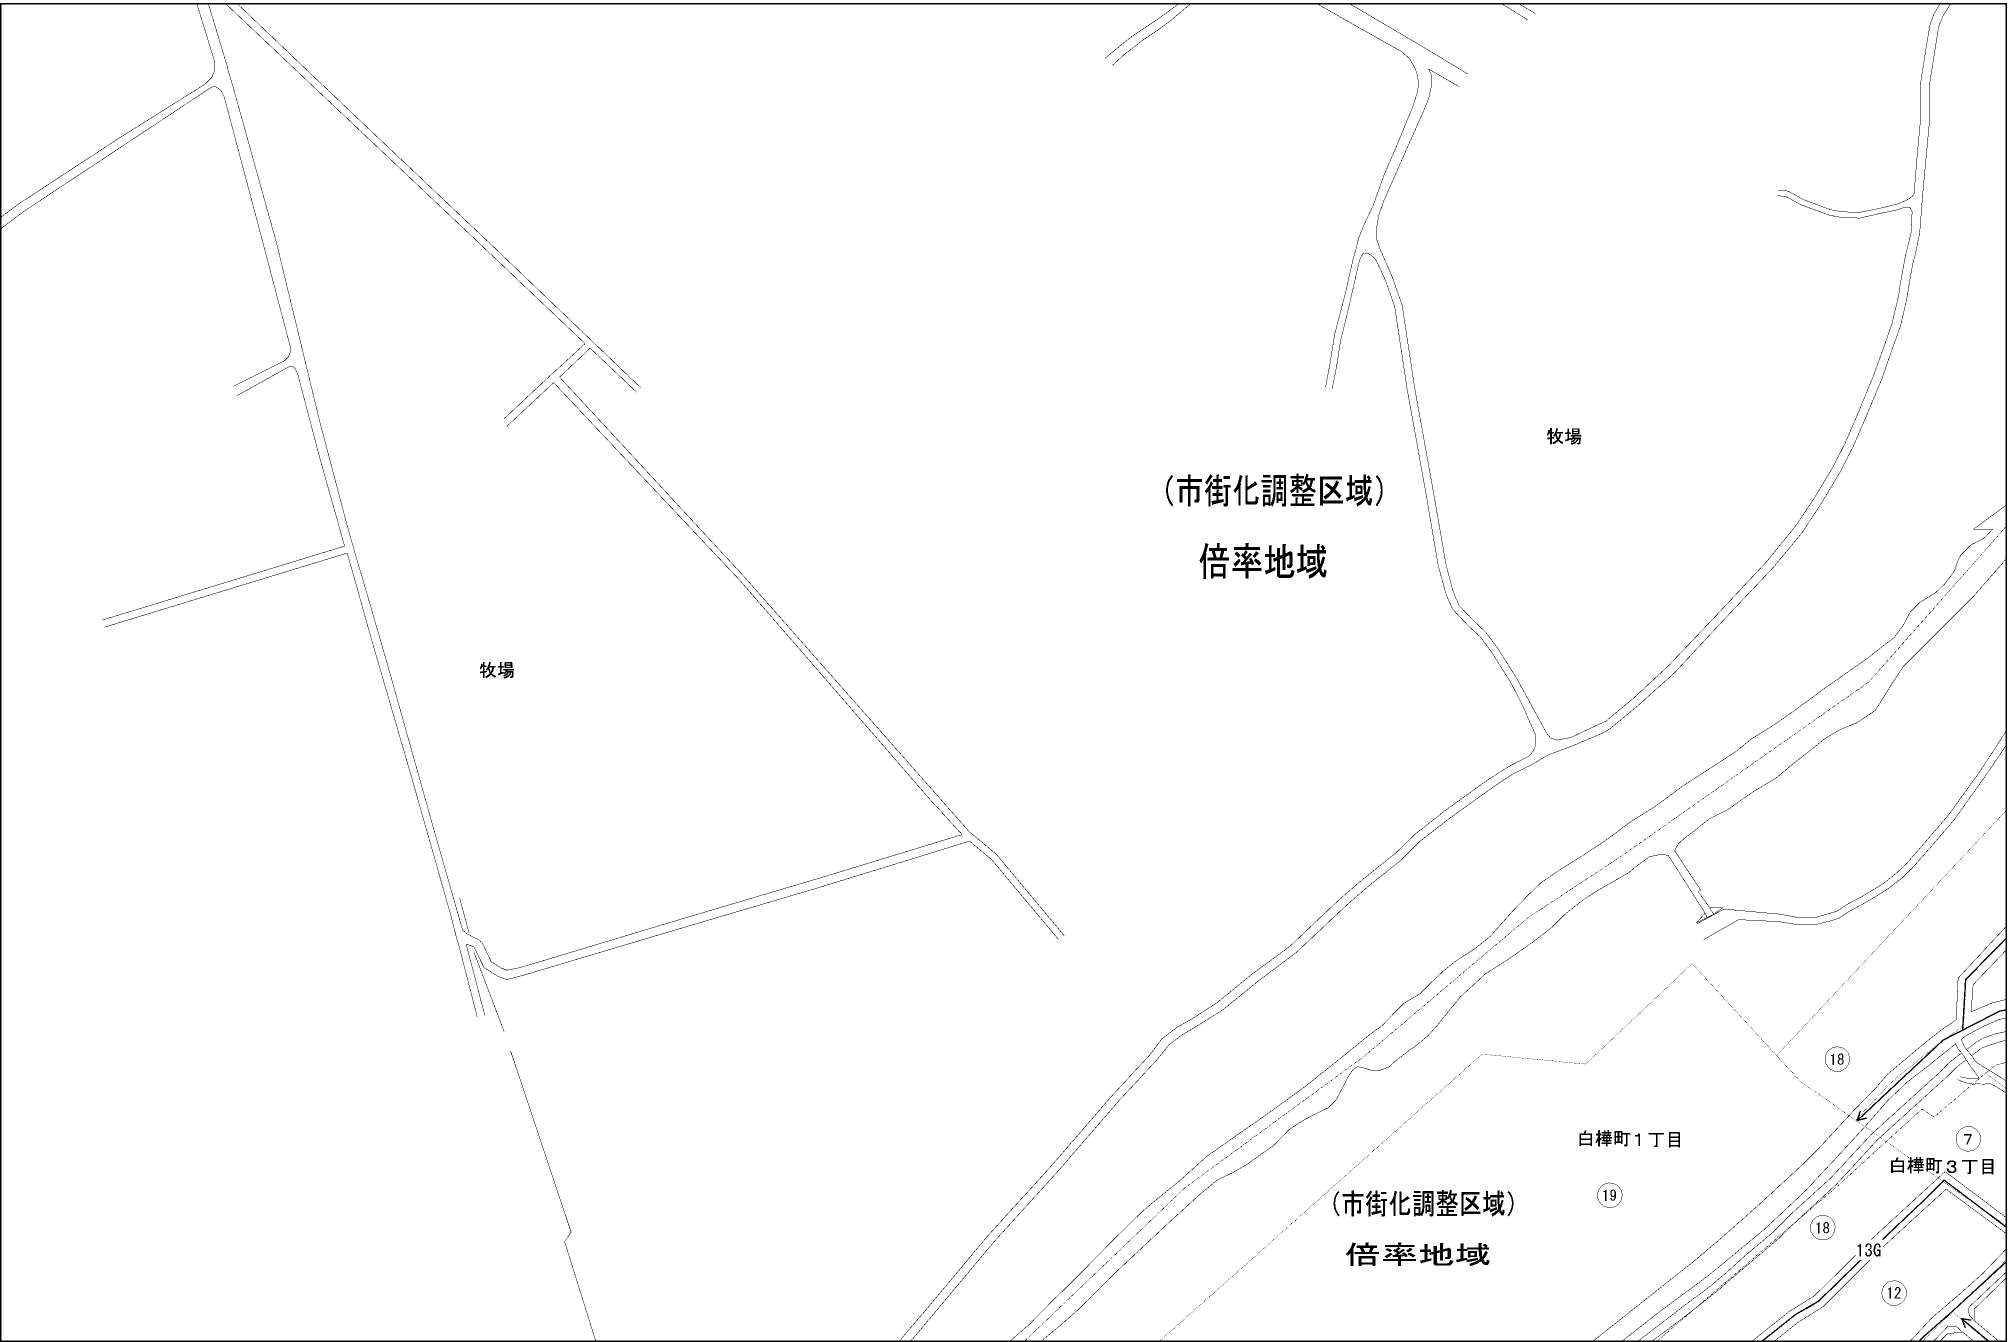 牧場
(市街化調整区域)
倍率地域
牧場
18
白樺町1丁目
7
白樺町3丁目
19
(市街化調整区域)
18
倍率地域
13G
12